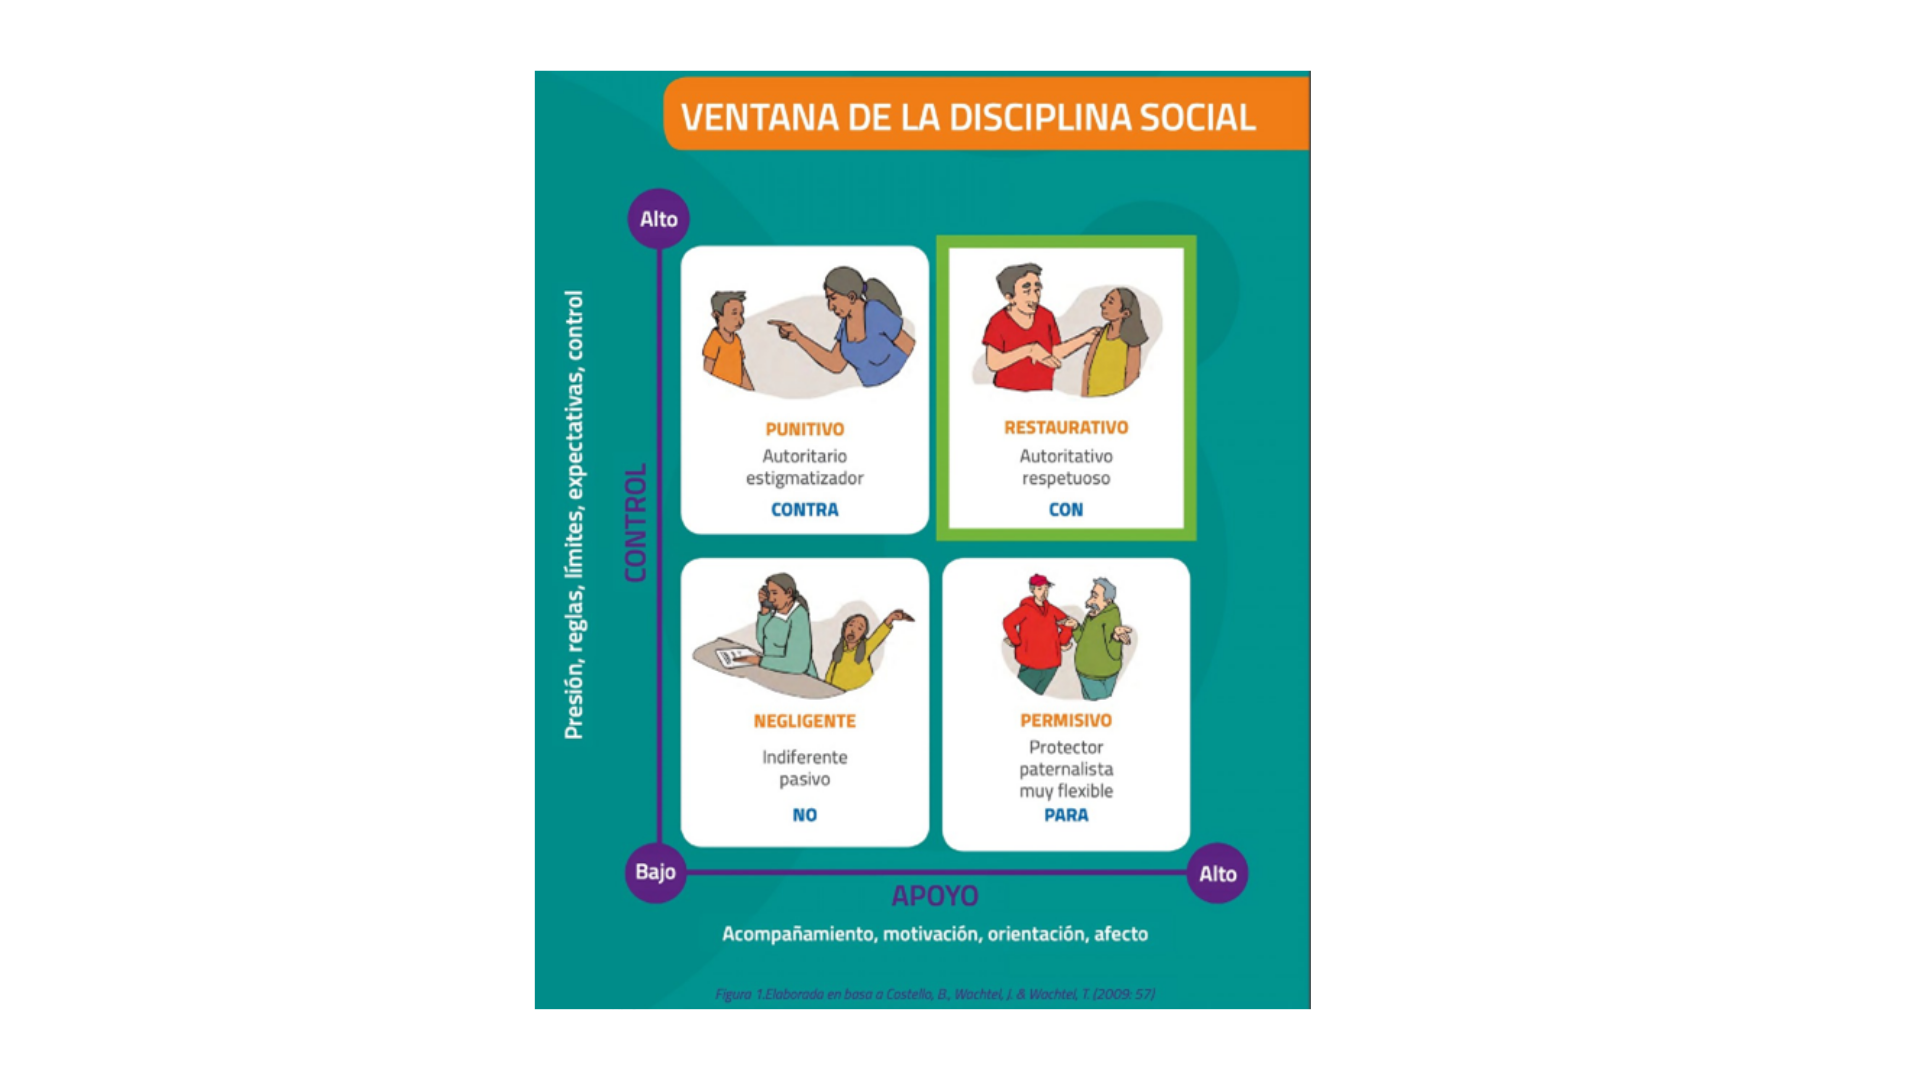 VENTANA DE LA DISCIPLINA SOCIAL
Alto
Presión, reglas, límites, expectativas, control
CONTROL
PUNITIVO
Autoritario
estigmatizador
CONTRA
RESTAURATIVO
Autoritativo
respetuoso
CON
NEGLIGENTE
Indiferente
pasivo
NO
PERMISIVO
Protector
paternalista
muy flexible
PARA
Bajo
Alto
APOYO
Acompañamiento, motivación, orientación, afecto
Figura 1.Elaborada en basa a Costello, B., Wachtel, J. & Wachtel, T. (2009: 57)